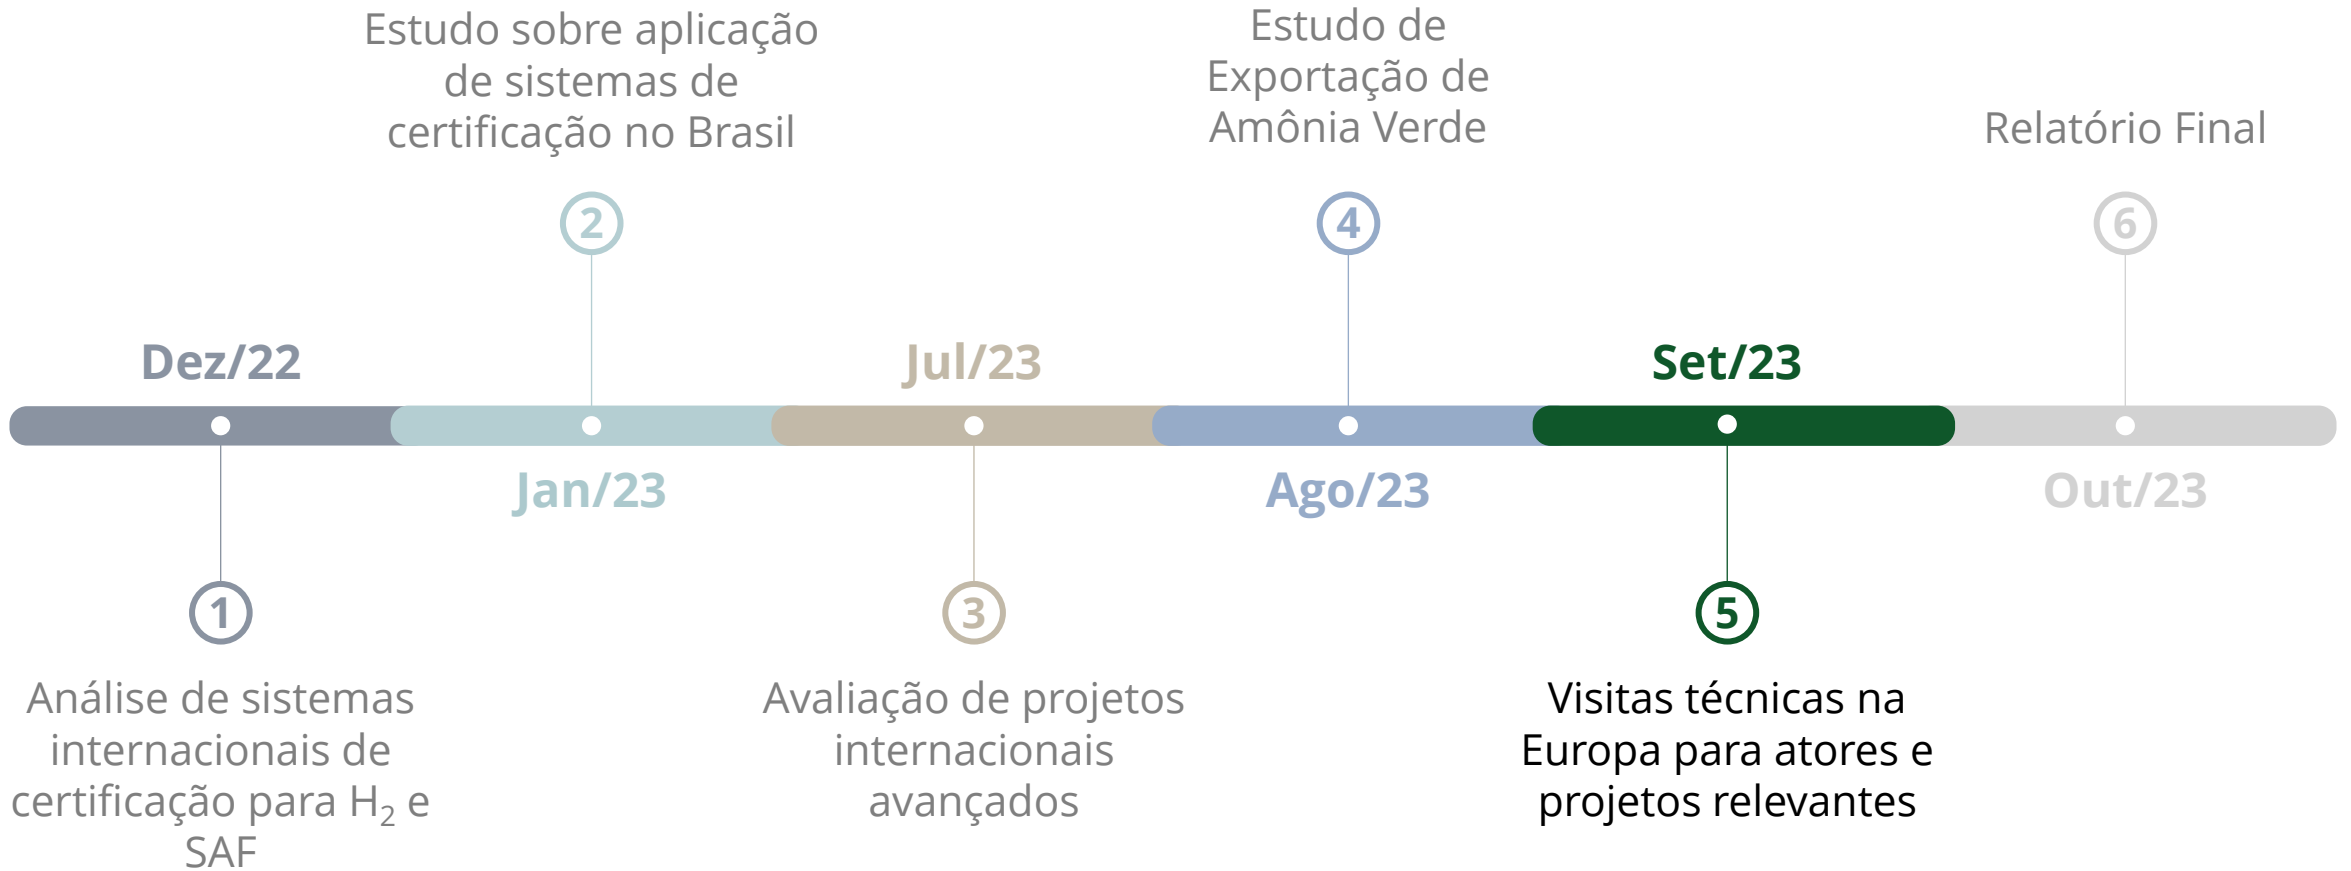 Estudo sobre aplicação
de sistemas de
certificação no Brasil
Estudo de
Exportação de
Amônia Verde
Relatório Final
2
4
6
Dez/22
Jul/23
Set/23
Jan/23
Ago/23
Out/23
1
3
5
Análise de sistemas
internacionais de
certificação para H₂ e
SAF
Avaliação de projetos
internacionais
avançados
Visitas técnicas na
Europa para atores e
projetos relevantes